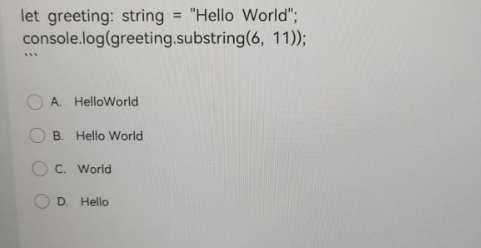 let greeting: string = "Hello World";
console.log(greeting.substring(6, 11));
```
A. HelloWorld
B. Hello World
C. World
D. Hello